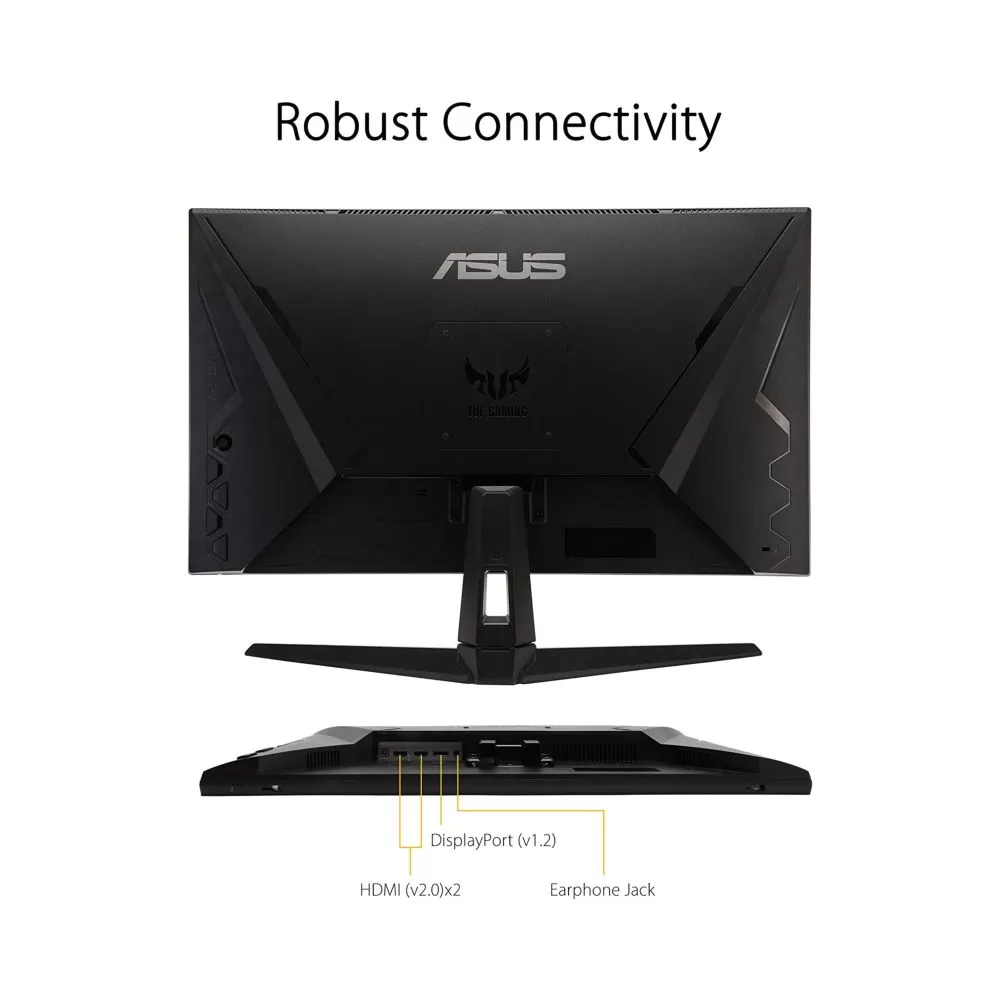 Robust Connectivity
ASUS
TUF GAMING
DisplayPort (v1.2)
HDMI (v2.0)x2
Earphone Jack